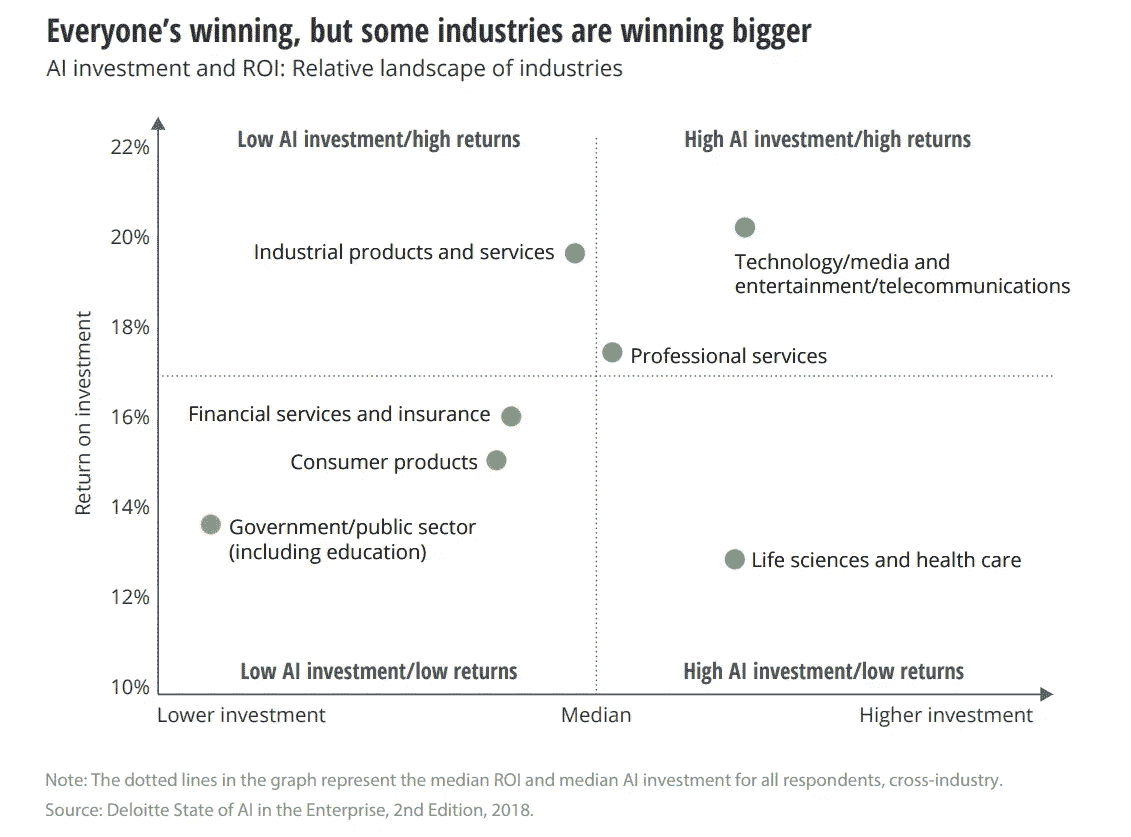 Everyone’s winning, but some industries are winning bigger
AI investment and ROI: Relative landscape of industries
Low AI investment/high returns
High AI investment/high returns
22%
20%
18%
16%
14%
12%
10%
Return on investment
Industrial products and services
Technology/media and
entertainment/telecommunications
Professional services
Financial services and insurance
Consumer products
Government/public sector
(including education)
Life sciences and health care
Low AI investment/low returns
High AI investment/low returns
Lower investment
Median
Higher investment
Note: The dotted lines in the graph represent the median ROI and median AI investment for all respondents, cross-industry.
Source: Deloitte State of AI in the Enterprise, 2nd Edition, 2018.